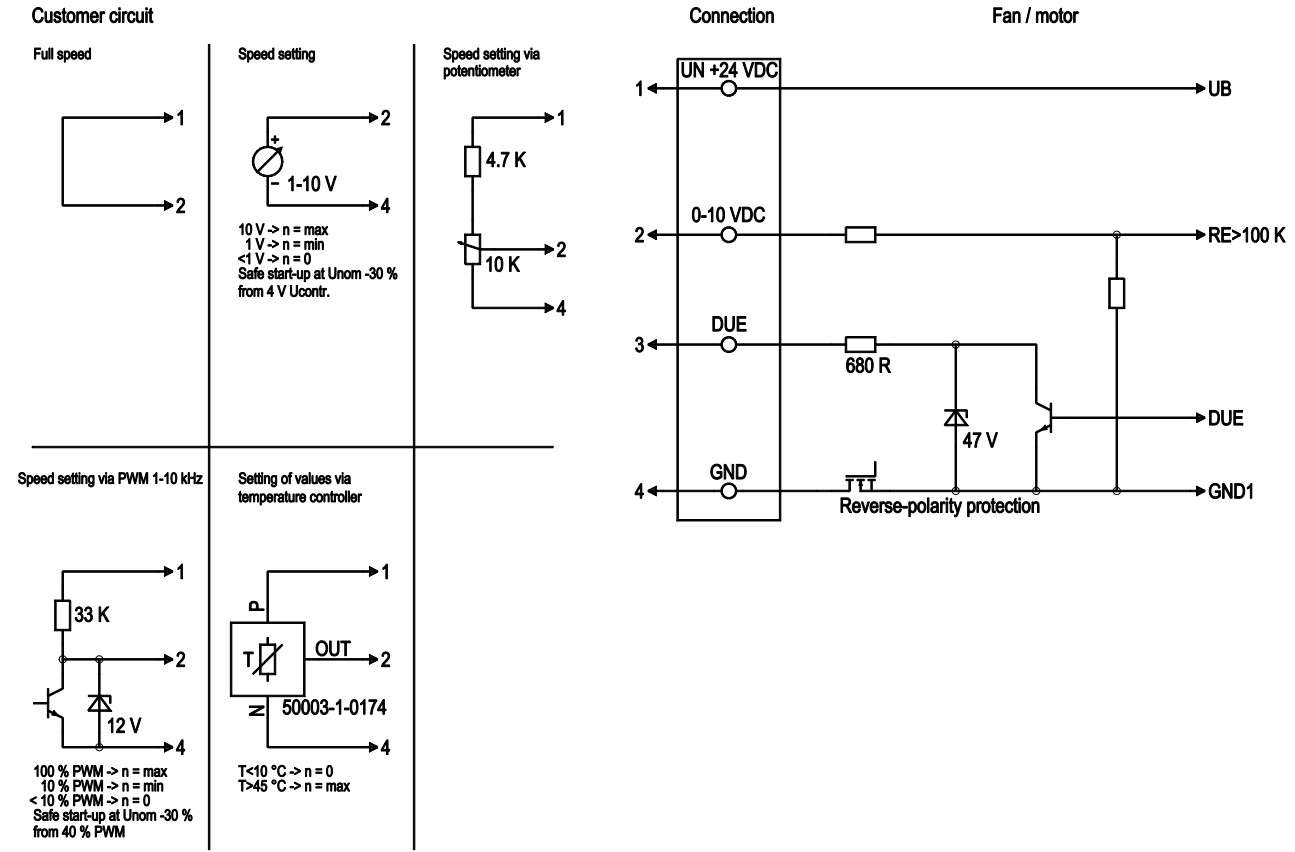 Customer circuit
Connection
Fan / motor
Full speed
1
2
Speed setting
2
+
–
1-10 V
4
10 V -> n = max
1 V -> n = min
<1 V -> n = 0
Safe start-up at Unom -30 %
from 4 V Ucontr.
Speed setting via
potentiometer
1
4.7 K
2
10 K
4
Speed setting via PWM 1-10 kHz
1
33 K
2
12 V
4
100 % PWM -> n = max
10 % PWM -> n = min
< 10 % PWM -> n = 0
Safe start-up at Unom -30 %
from 40 % PWM
Setting of values via
temperature controller
1
P
T
OUT
2
N
50003-1-0174
4
T<10 °C -> n = 0
T>45 °C -> n = max
UN +24 VDC
1
UB
0-10 VDC
2
RE>100 K
DUE
3
680 R
DUE
47 V
GND
4
GND1
Reverse-polarity protection